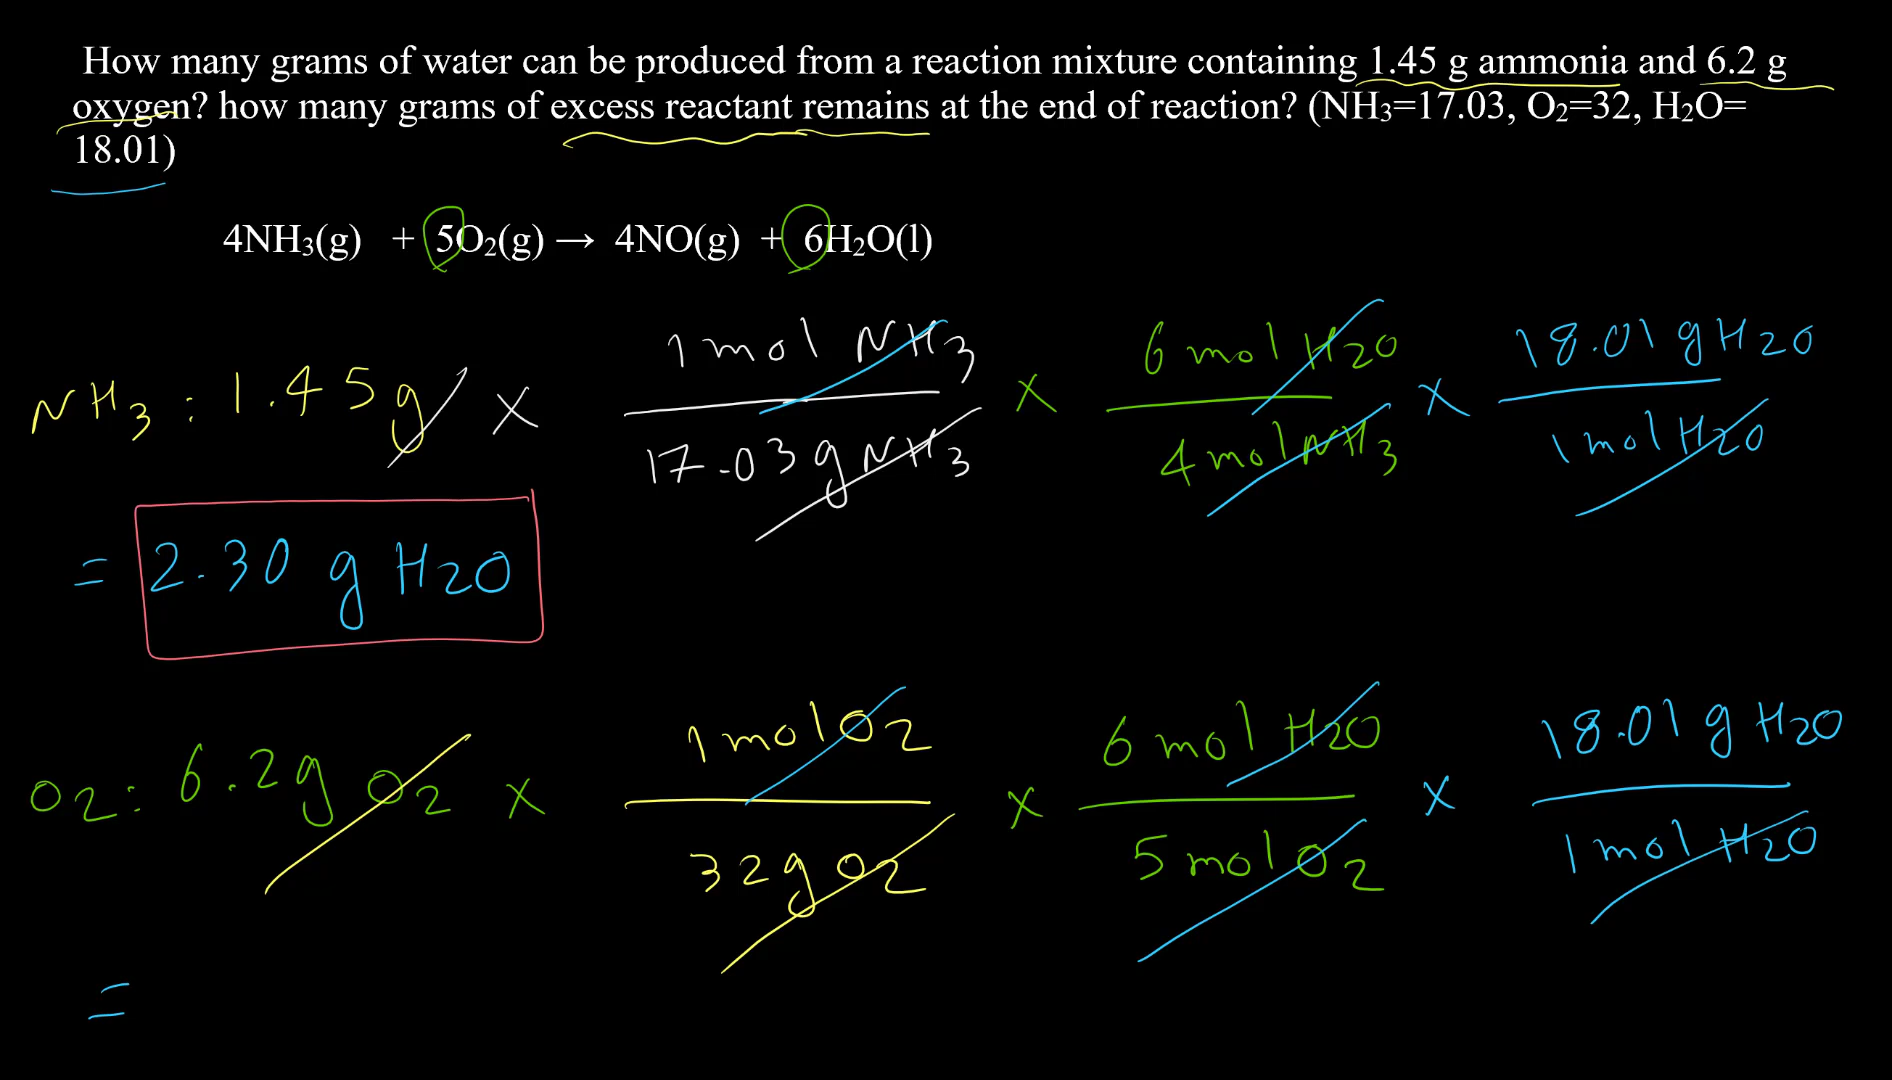 How many grams of water can be produced from a reaction mixture containing 1.45 g ammonia and 6.2 g
oxygen? how many grams of excess reactant remains at the end of reaction? (NH3=17.03, O2=32, H2O=
18.01)
4NH3(g) + 5O2(g) → 4NO(g) + 6H2O(l)
1 mol NH3 6 mol H2O 18.01 g H2O
NH3 : 1.45 g x x x
17.03 g NH3 4 mol NH3 1 mol H2O
= 2.30 g H2O
1 mol O2 6 mol H2O 18.01 g H2O
O2: 6.2 g O2 x x x
32 g O2 5 mol O2 1 mol H2O
=